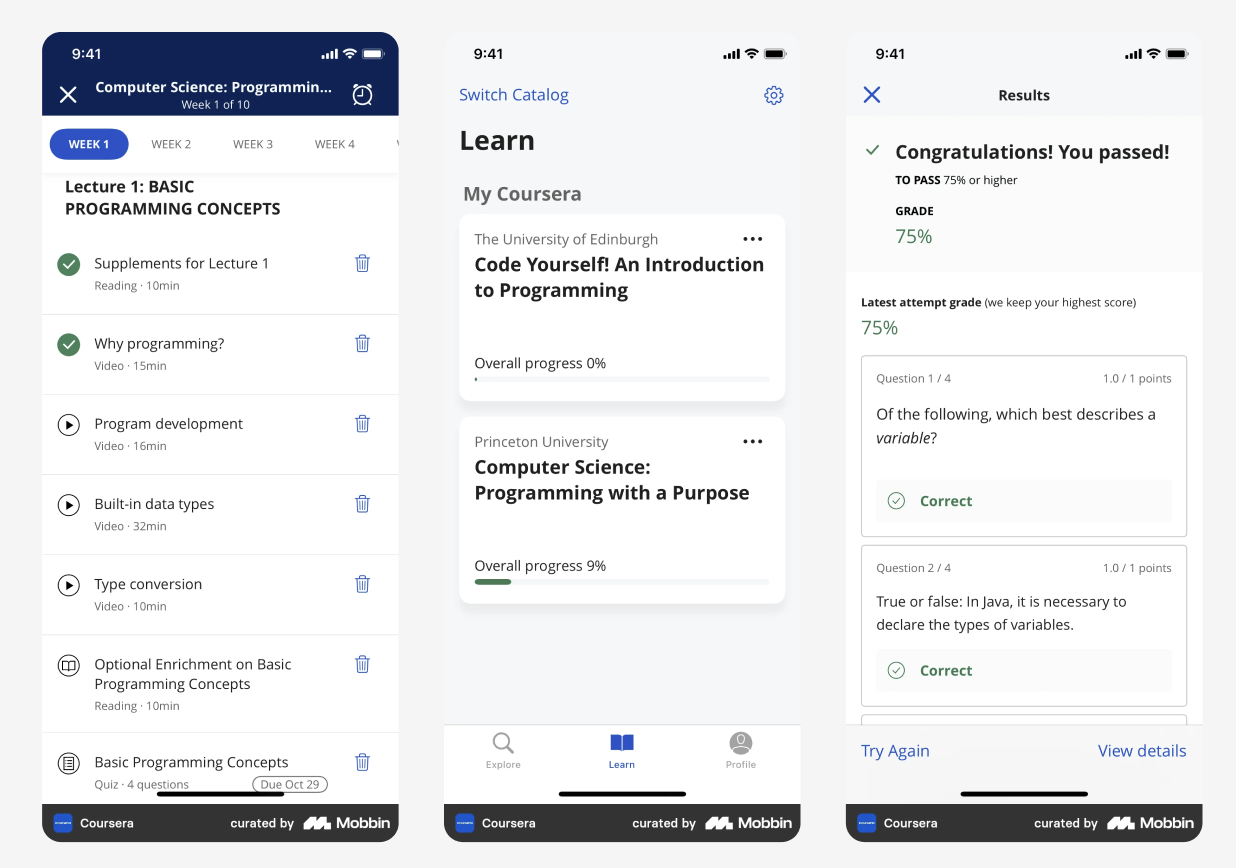 9:41
Computer Science: Programmin...
Week 1 of 10
WEEK 1
WEEK 2
WEEK 3
WEEK 4
Lecture 1: BASIC
PROGRAMMING CONCEPTS
Supplements for Lecture 1
Reading · 10min
Why programming?
Video · 15min
Program development
Video · 16min
Built-in data types
Video · 32min
Type conversion
Video · 10min
Optional Enrichment on Basic
Programming Concepts
Reading · 10min
Basic Programming Concepts
Quiz · 4 questions
Due Oct 29
Coursera
curated by
Mobbin
9:41
Switch Catalog
Learn
My Coursera
The University of Edinburgh
Code Yourself! An Introduction
to Programming
Overall progress 0%
Princeton University
Computer Science:
Programming with a Purpose
Overall progress 9%
Explore
Learn
Profile
Coursera
curated by
Mobbin
9:41
Results
Congratulations! You passed!
TO PASS 75% or higher
GRADE
75%
Latest attempt grade (we keep your highest score)
75%
Question 1 / 4
1.0 / 1 points
Of the following, which best describes a
variable?
Correct
Question 2 / 4
1.0 / 1 points
True or false: In Java, it is necessary to
declare the types of variables.
Correct
Try Again
View details
Coursera
curated by
Mobbin